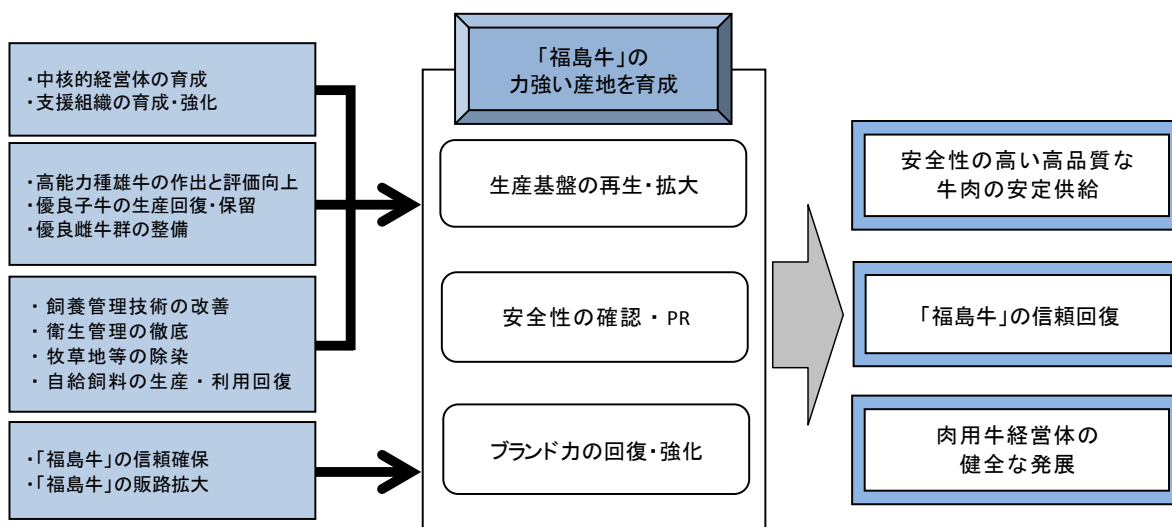 ・中核的経営体の育成
・支援組織の育成・強化
・高能力種雄牛の作出と評価向上
・優良子牛の生産回復・保留
・優良雌牛群の整備
・飼養管理技術の改善
・衛生管理の徹底
・牧草地等の除染
・自給飼料の生産・利用回復
・「福島牛」の信頼確保
・「福島牛」の販路拡大
「福島牛」の
力強い産地を育成
生産基盤の再生・拡大
安全性の確認・PR
ブランド力の回復・強化
安全性の高い高品質な
牛肉の安定供給
「福島牛」の信頼回復
肉用牛経営体の
健全な発展